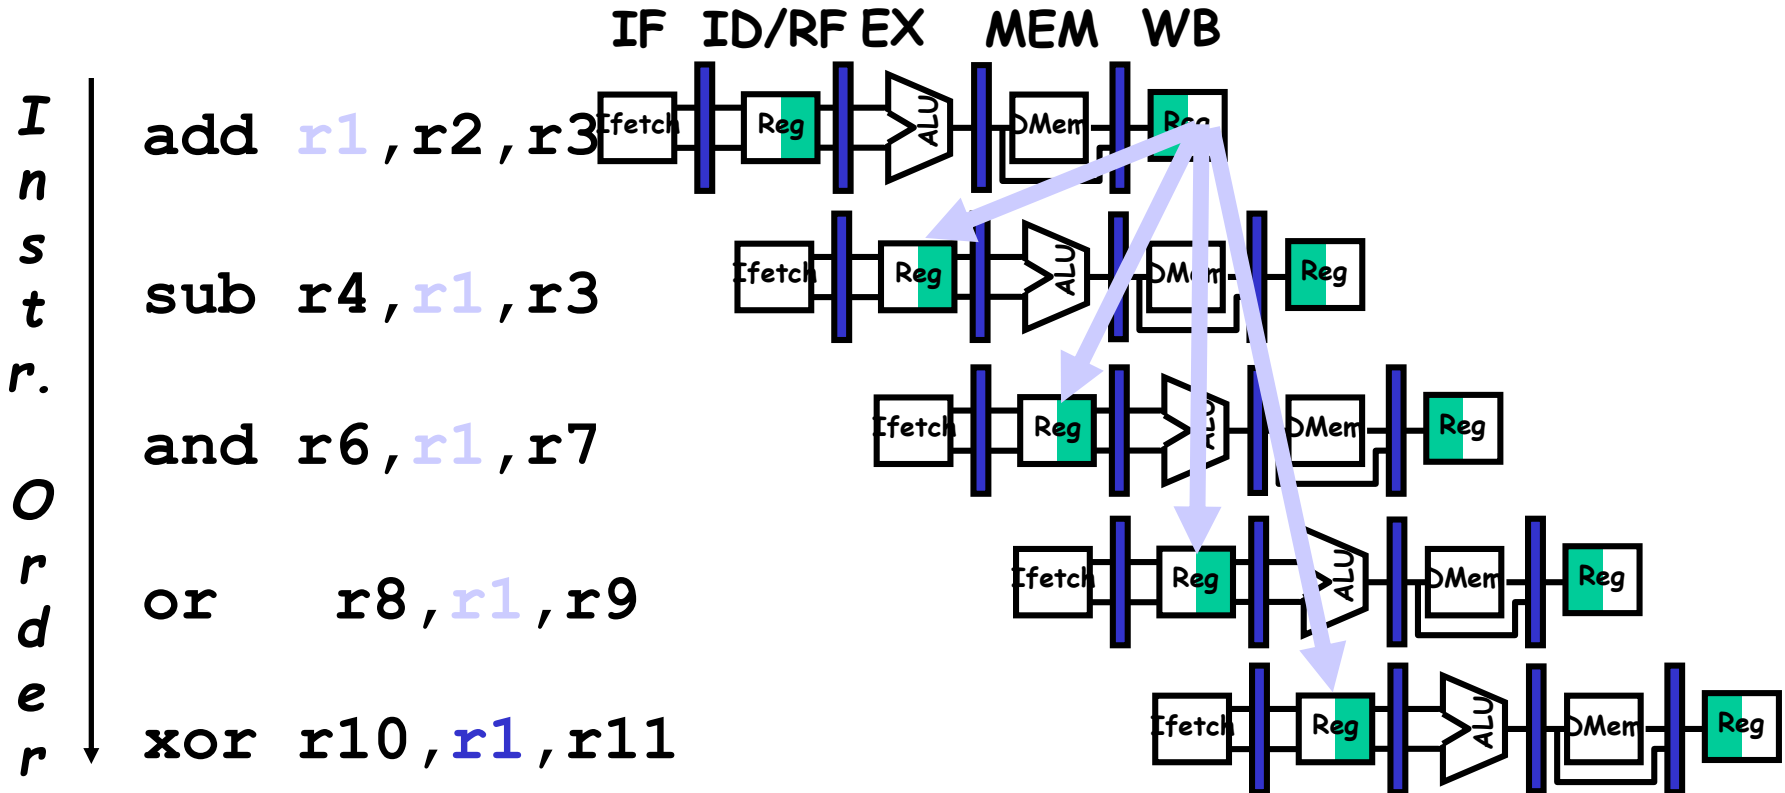 IF ID/RF EX MEM WB
Instr. Order
add r1,r2,r3 Ifetch Reg ALU DMem Reg
sub r4,r1,r3 Ifetch Reg ALU DMem Reg
and r6,r1,r7 Ifetch Reg ALU DMem Reg
or r8,r1,r9 Ifetch Reg ALU DMem Reg
xor r10,r1,r11 Ifetch Reg ALU DMem Reg